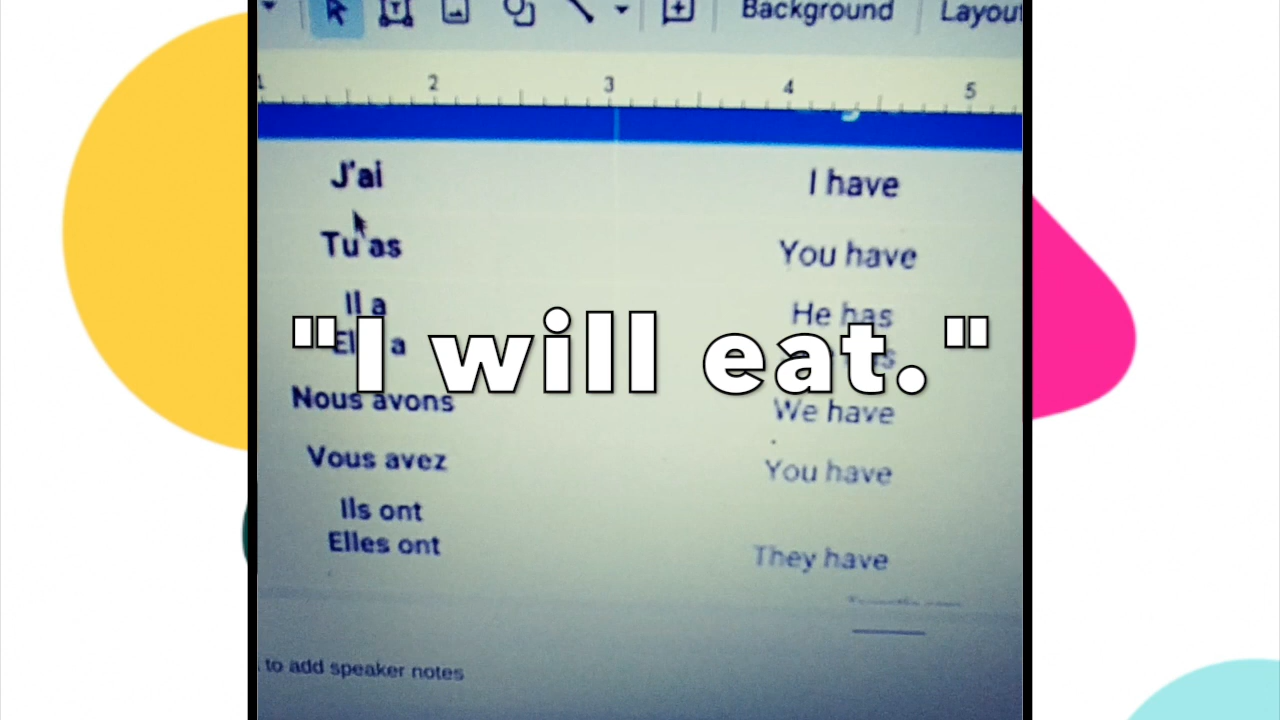 Background
Layout
1 2 3 4 5
J'ai I have
Tu as You have
Il a He has
a
"I will eat."
Nous avons We have
Vous avez You have
Ils ont
Elles ont They have
to add speaker notes